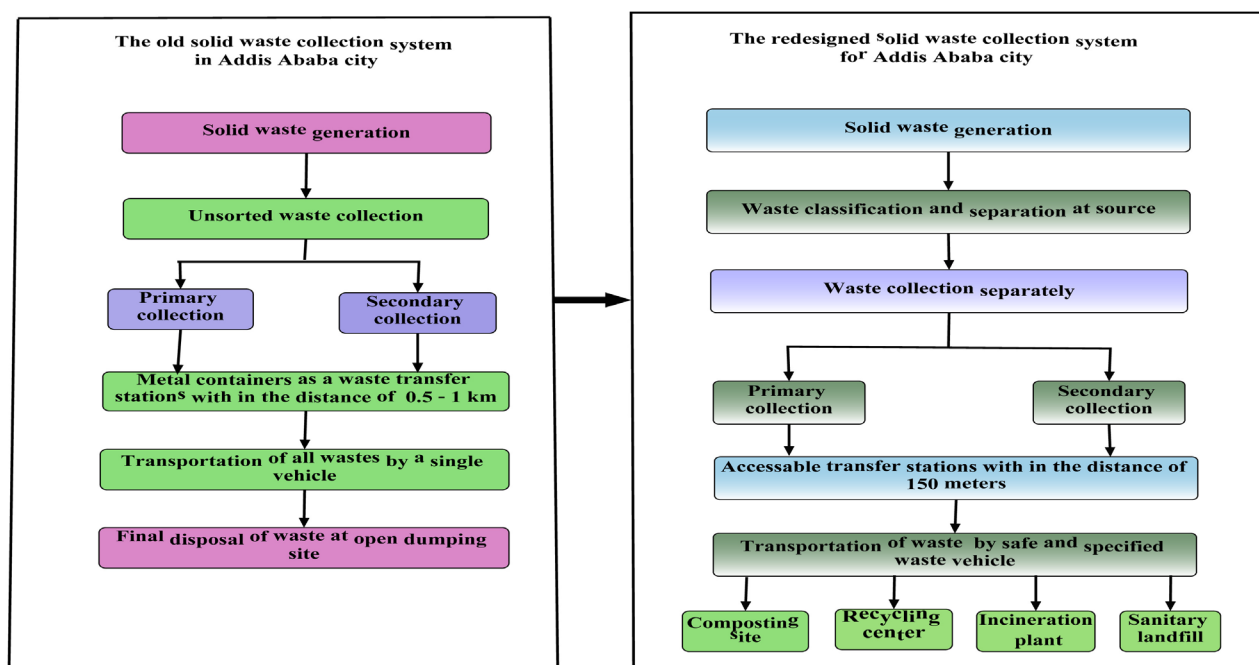 The old solid waste collection system
in Addis Ababa city
Solid waste generation
Unsorted waste collection
Primary
collection
Secondary
collection
Metal containers as a waste transfer
stations with in the distance of 0.5 - 1 km
Transportation of all wastes by a single
vehicle
Final disposal of waste at open dumping
site
The redesigned solid waste collection system
for Addis Ababa city
Solid waste generation
Waste classification and separation at source
Waste collection separately
Primary
collection
Secondary
collection
Accessable transfer stations with in the distance of
150 meters
Transportation of waste by safe and specified
waste vehicle
Composting
site
Recycling
center
Incineration
plant
Sanitary
landfill